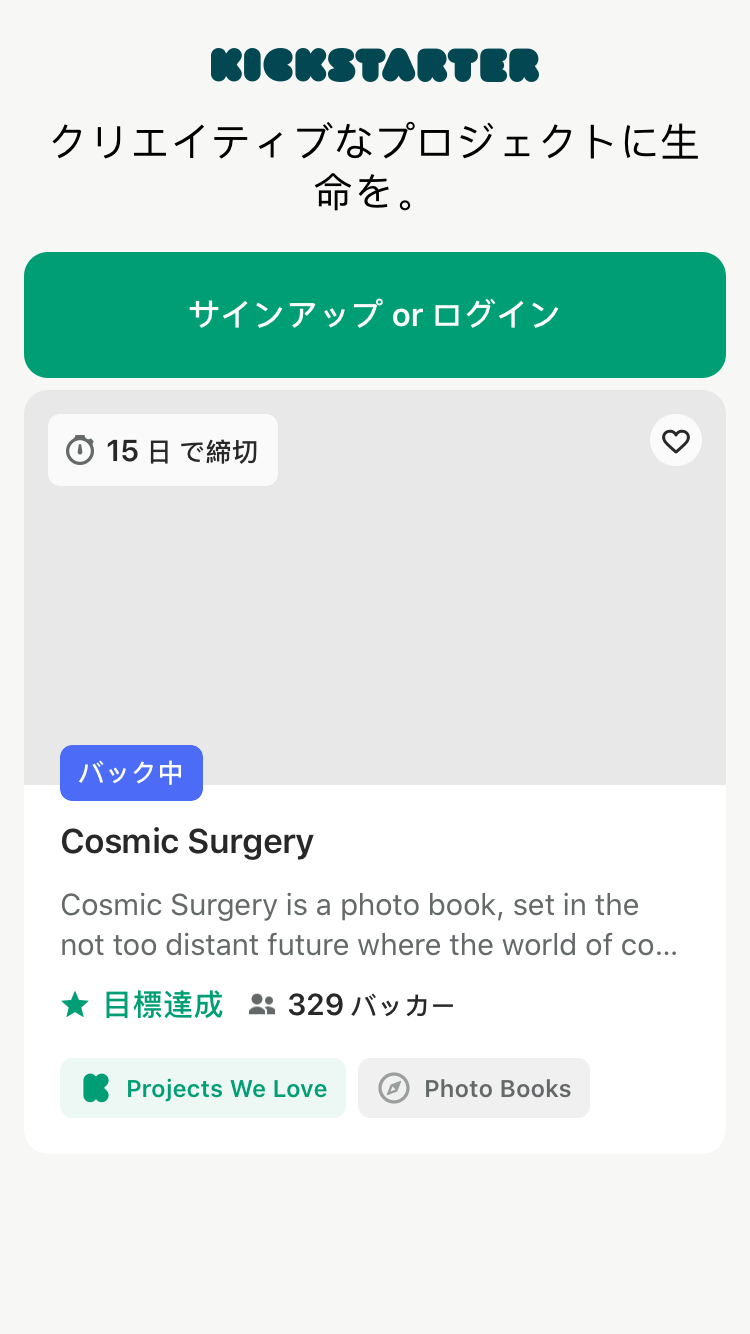 KICKSTARTER
クリエイティブなプロジェクトに生
命を。
サインアップ or ログイン
15 日 で締切
バック中
Cosmic Surgery
Cosmic Surgery is a photo book, set in the
not too distant future where the world of co...
目標達成 329 バッカー
Projects We Love Photo Books